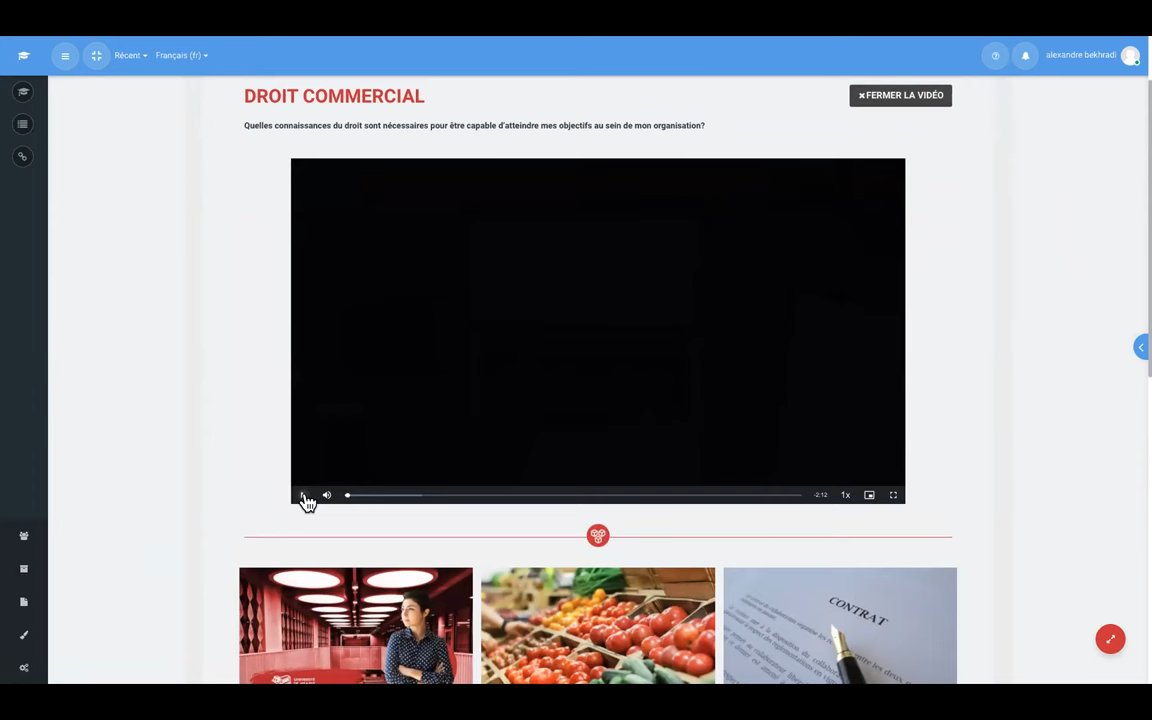 Récent
Français (fr)
alexandre bekhradi
DROIT COMMERCIAL
FERMER LA VIDÉO
Quelles connaissances du droit sont nécessaires pour être capable d'atteindre mes objectifs au sein de mon organisation?
-2:12
1x
UNIVERSITÉ
CONTRAT